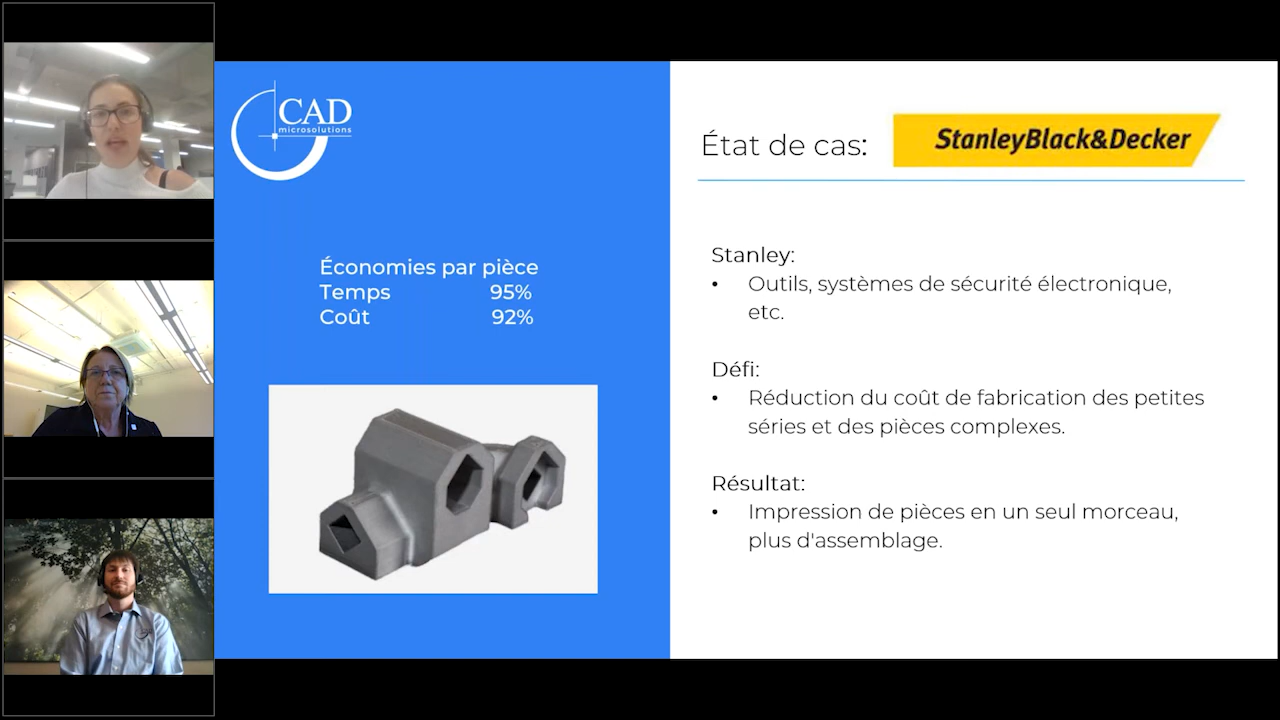 CAD
microsolutions
Économies par pièce
Temps 95%
Coût 92%
État de cas:
StanleyBlack&Decker
Stanley:
• Outils, systèmes de sécurité électronique,
etc.
Défi:
• Réduction du coût de fabrication des petites
séries et des pièces complexes.
Résultat:
• Impression de pièces en un seul morceau,
plus d'assemblage.